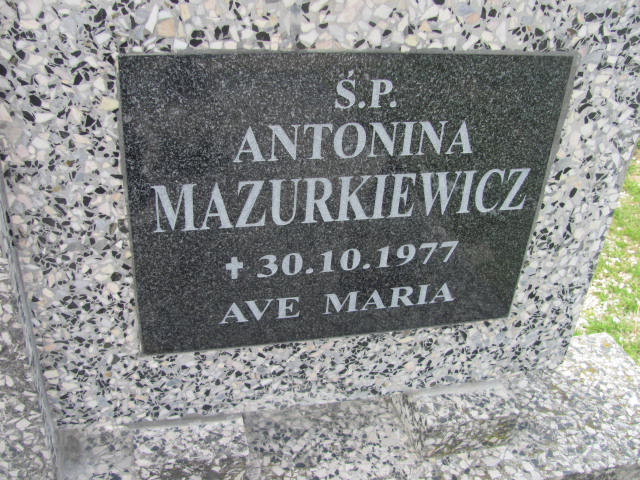 Ś.P.
ANTONINA
MAZURKIEWICZ
✝ 30.10.1977
AVE MARIA